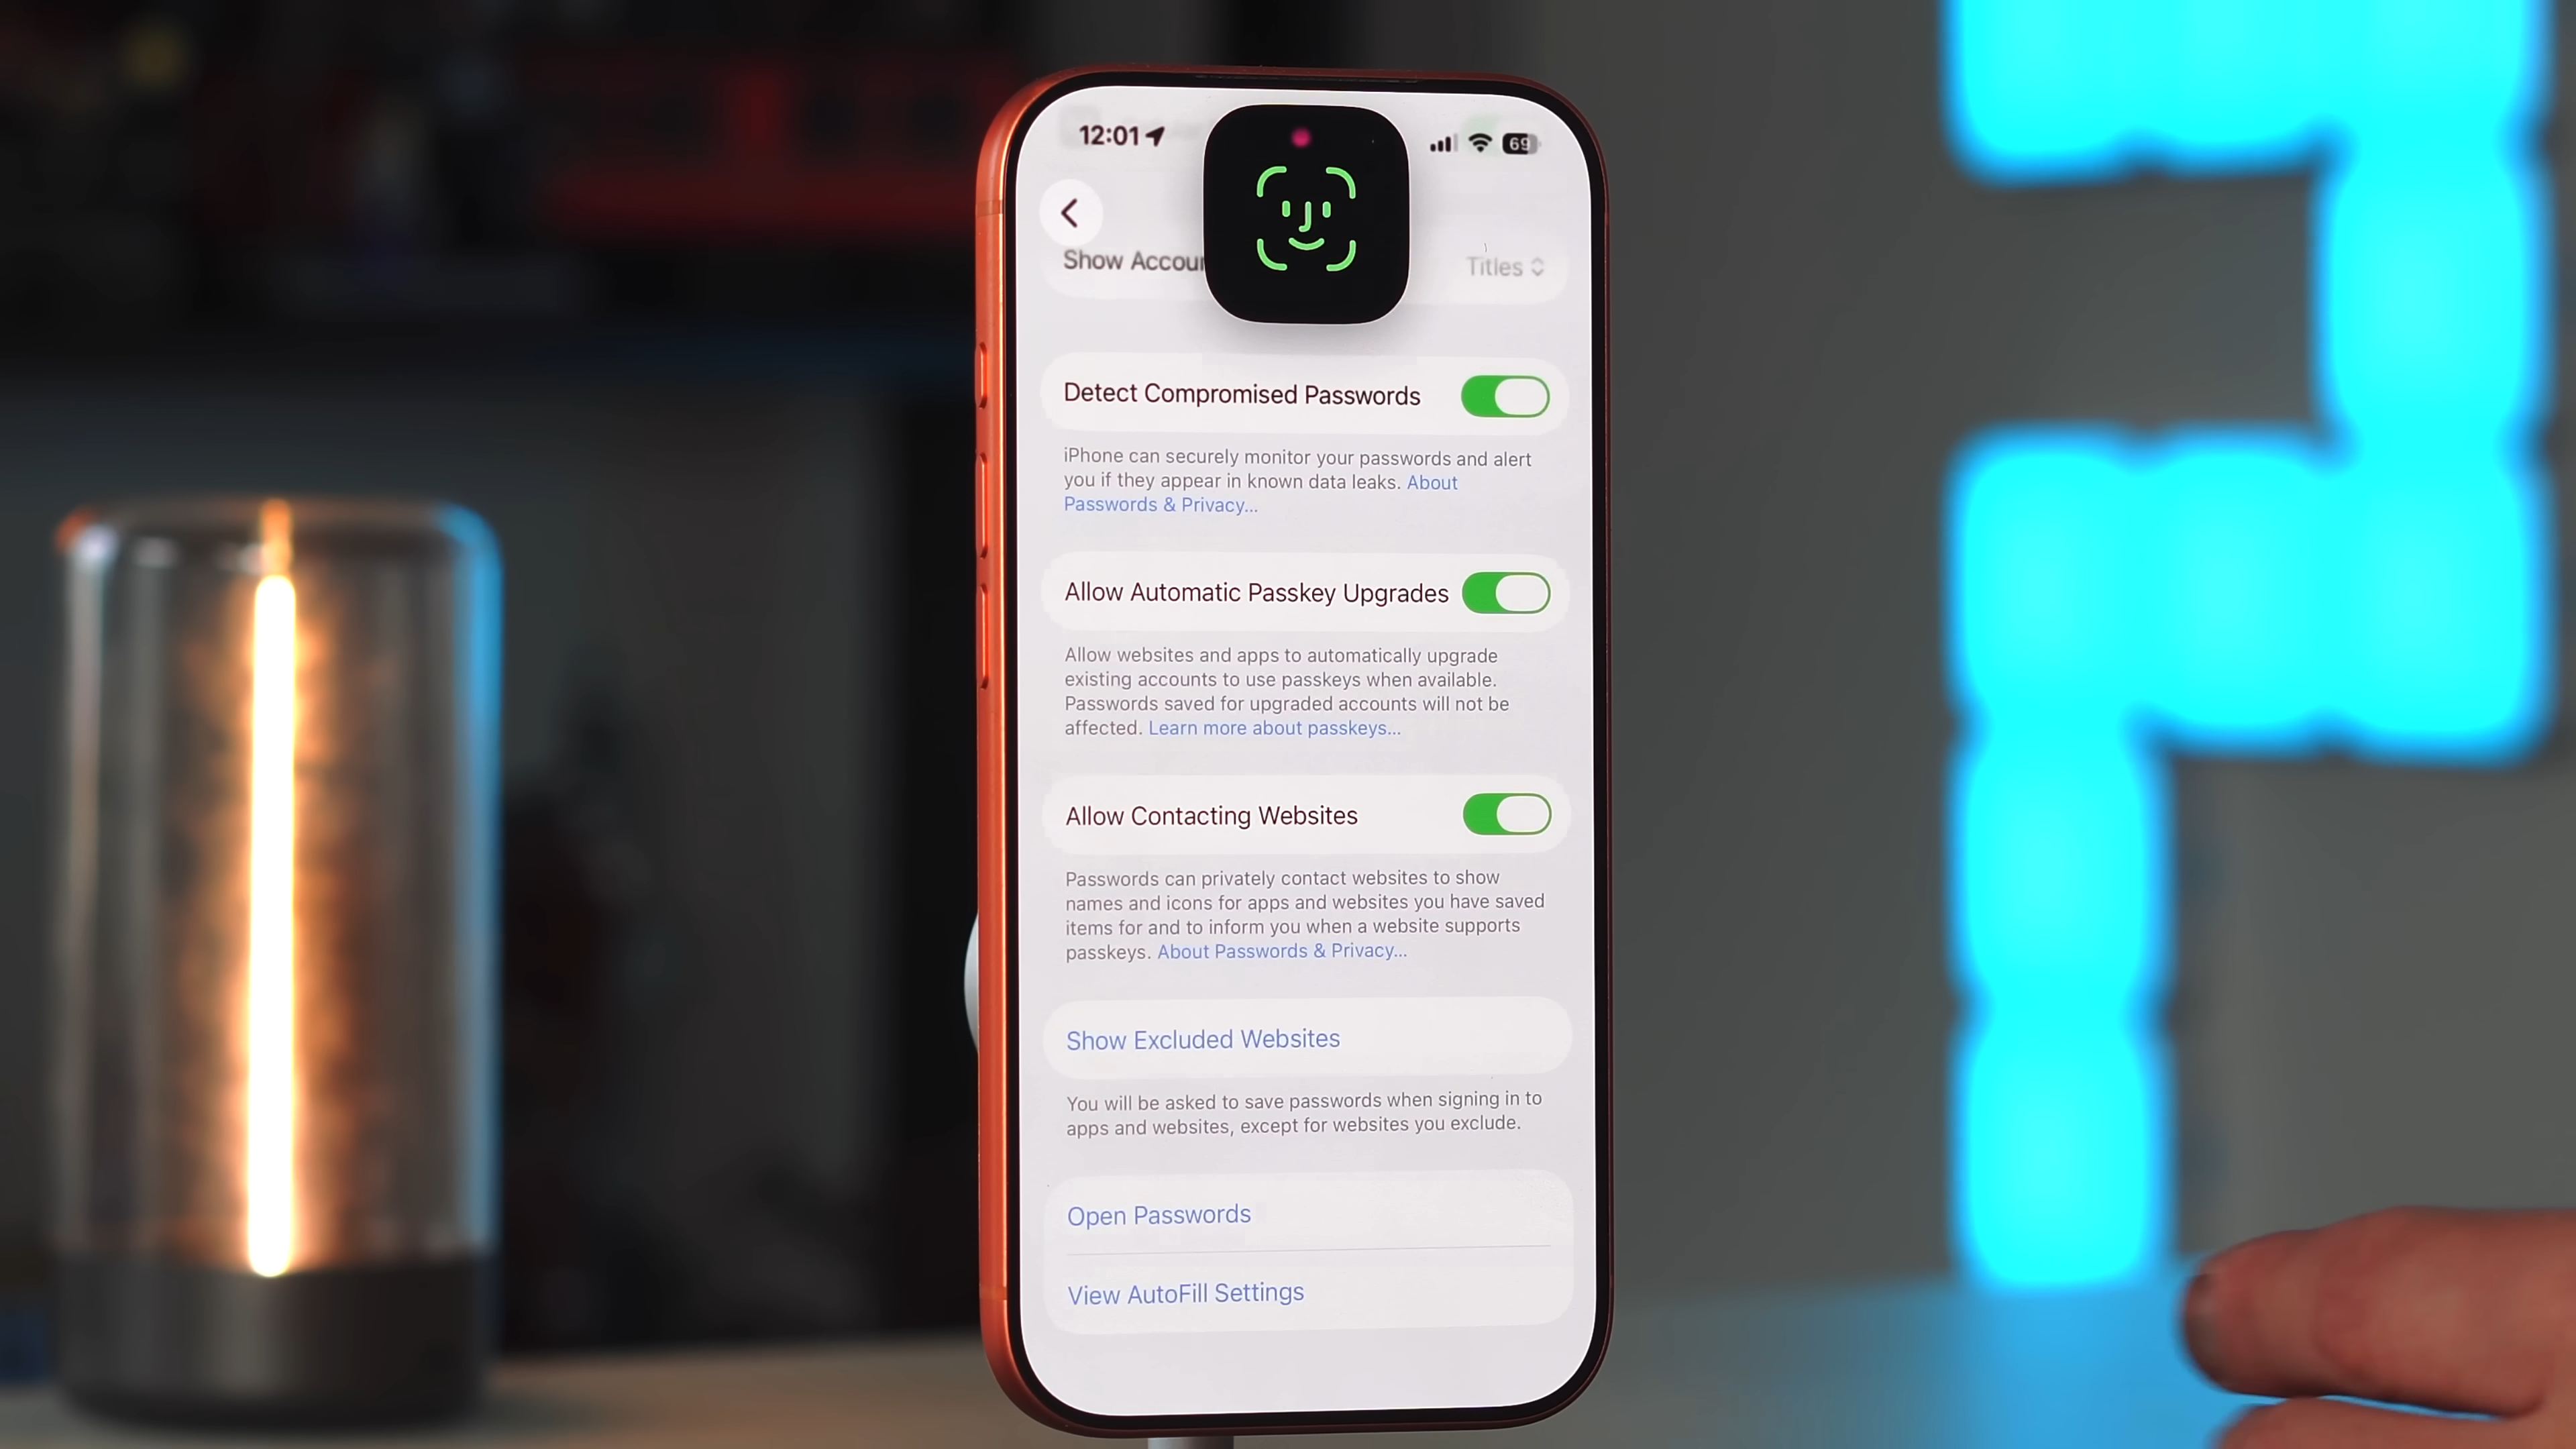 12:01
69
Show Accou
Titles
Detect Compromised Passwords
iPhone can securely monitor your passwords and alert
you if they appear in known data leaks. About
Passwords & Privacy...
Allow Automatic Passkey Upgrades
Allow websites and apps to automatically upgrade
existing accounts to use passkeys when available.
Passwords saved for upgraded accounts will not be
affected. Learn more about passkeys...
Allow Contacting Websites
Passwords can privately contact websites to show
names and icons for apps and websites you have saved
items for and to inform you when a website supports
passkeys. About Passwords & Privacy...
Show Excluded Websites
You will be asked to save passwords when signing in to
apps and websites, except for websites you exclude.
Open Passwords
View AutoFill Settings